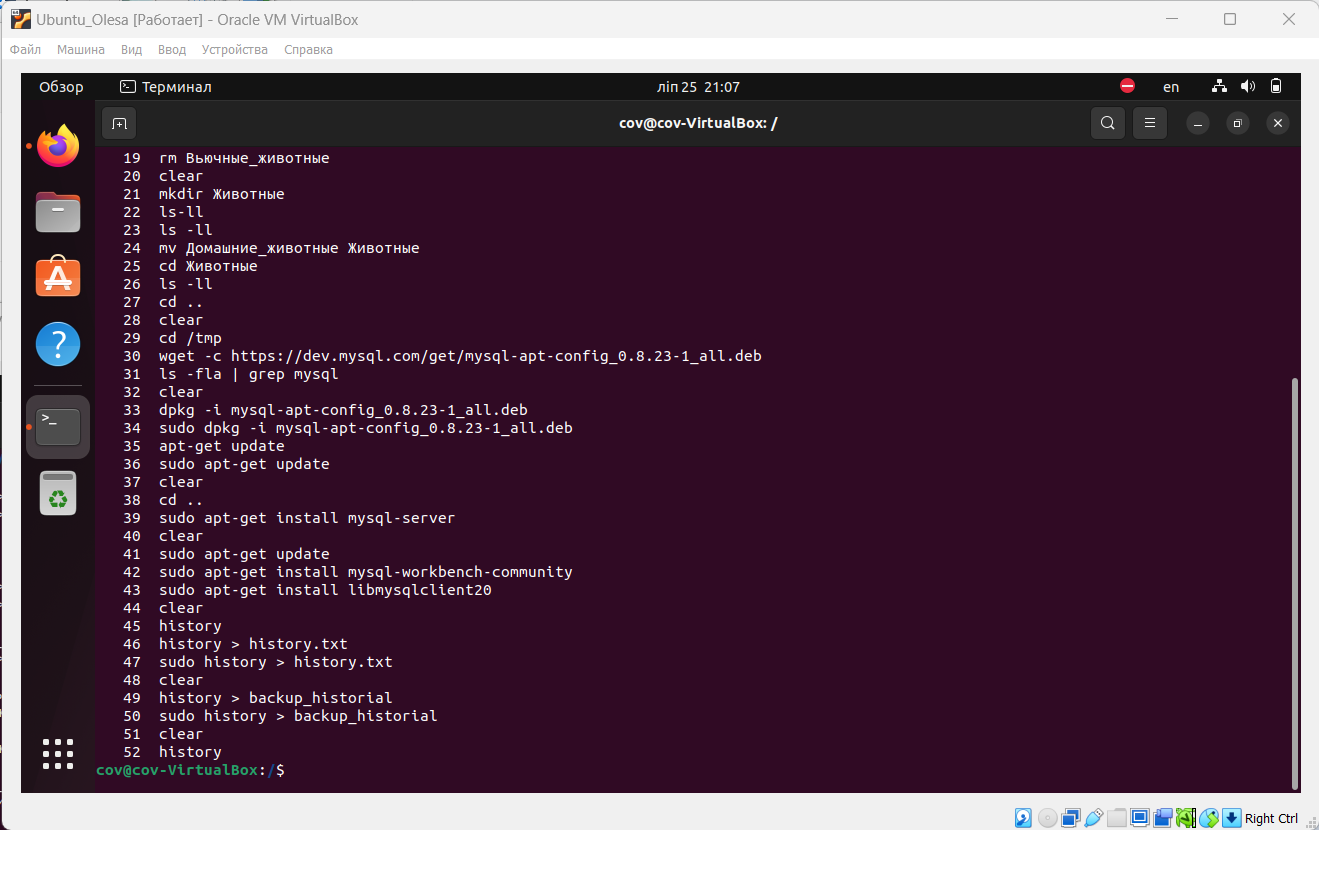 Ubuntu_Olesa [Работает] - Oracle VM VirtualBox
Файл Машина Вид Ввод Устройства Справка
Обзор Терминал ліп 25 21:07 en
cov@cov-VirtualBox: /
19 rm Вьючные_животные
20 clear
21 mkdir Животные
22 ls-ll
23 ls -ll
24 mv Домашние_животные Животные
25 cd Животные
26 ls -ll
27 cd ..
28 clear
29 cd /tmp
30 wget -c https://dev.mysql.com/get/mysql-apt-config_0.8.23-1_all.deb
31 ls -fla | grep mysql
32 clear
33 dpkg -i mysql-apt-config_0.8.23-1_all.deb
34 sudo dpkg -i mysql-apt-config_0.8.23-1_all.deb
35 apt-get update
36 sudo apt-get update
37 clear
38 cd ..
39 sudo apt-get install mysql-server
40 clear
41 sudo apt-get update
42 sudo apt-get install mysql-workbench-community
43 sudo apt-get install libmysqlclient20
44 clear
45 history
46 history > history.txt
47 sudo history > history.txt
48 clear
49 history > backup_historial
50 sudo history > backup_historial
51 clear
52 history
cov@cov-VirtualBox:/$
Right Ctrl